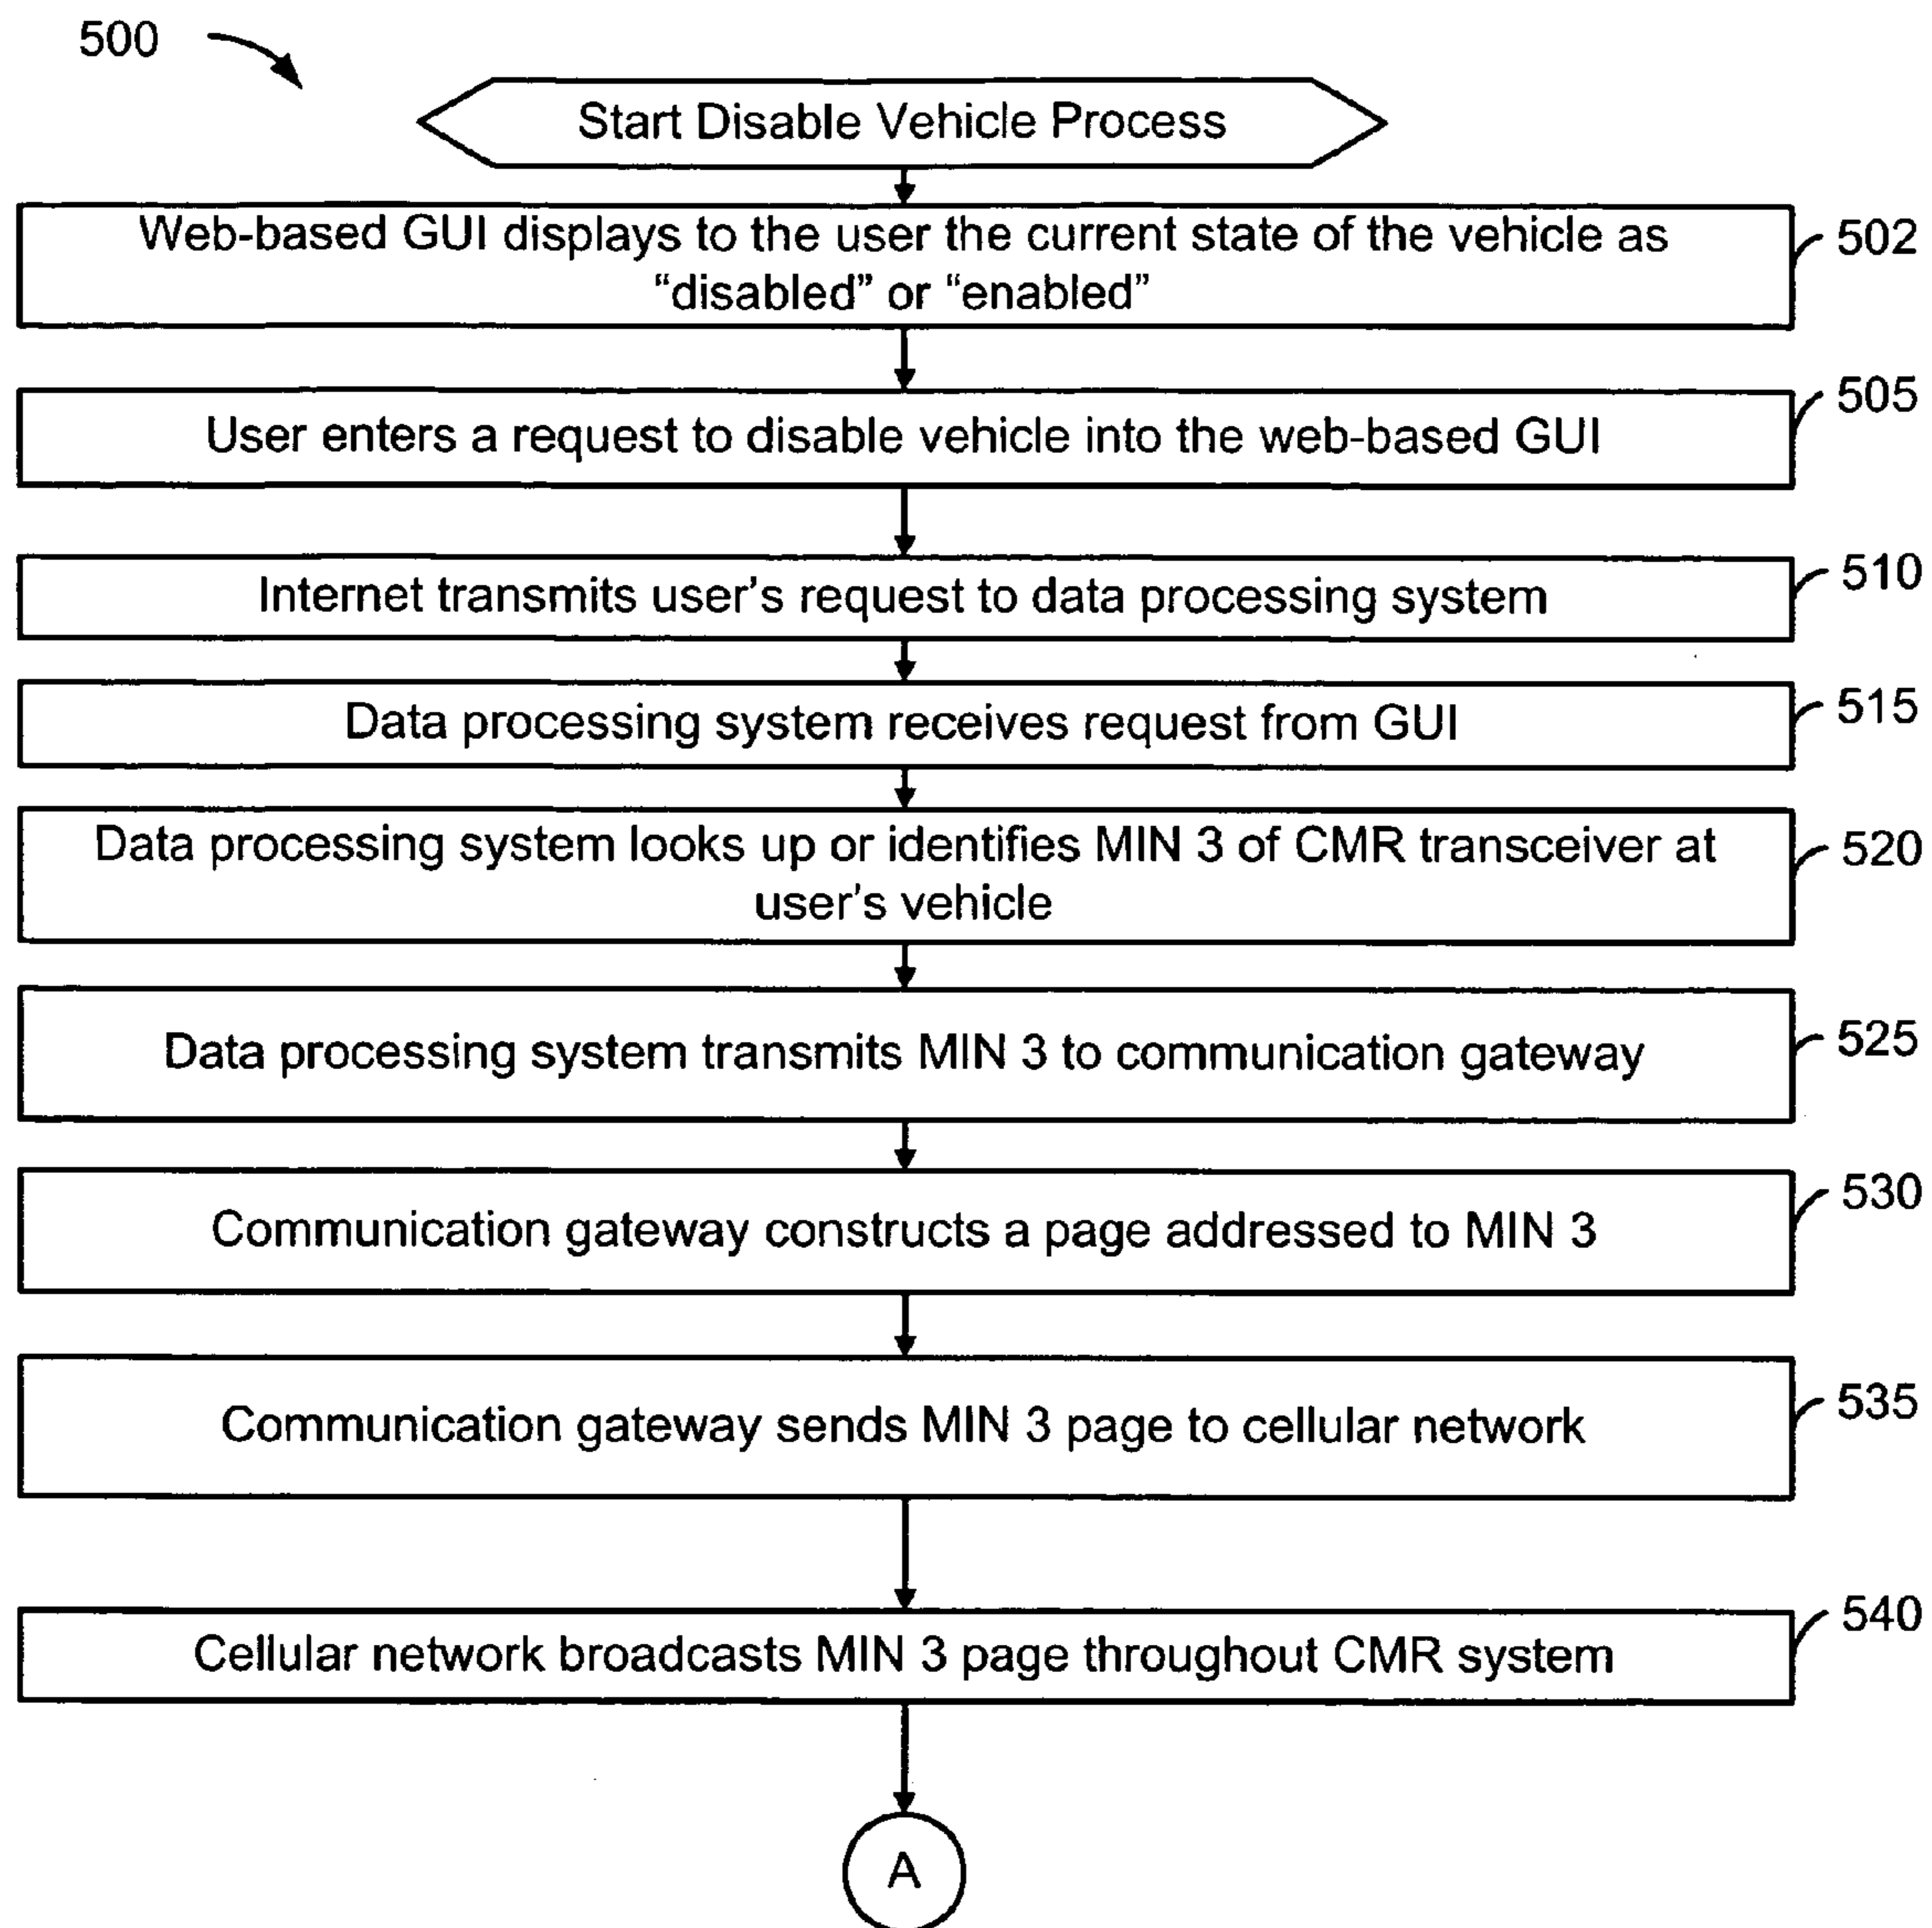 500
Start Disable Vehicle Process
Web-based GUI displays to the user the current state of the vehicle as
“disabled” or “enabled”
502
User enters a request to disable vehicle into the web-based GUI
505
Internet transmits user’s request to data processing system
510
Data processing system receives request from GUI
515
Data processing system looks up or identifies MIN 3 of CMR transceiver at
user’s vehicle
520
Data processing system transmits MIN 3 to communication gateway
525
Communication gateway constructs a page addressed to MIN 3
530
Communication gateway sends MIN 3 page to cellular network
535
Cellular network broadcasts MIN 3 page throughout CMR system
540
A